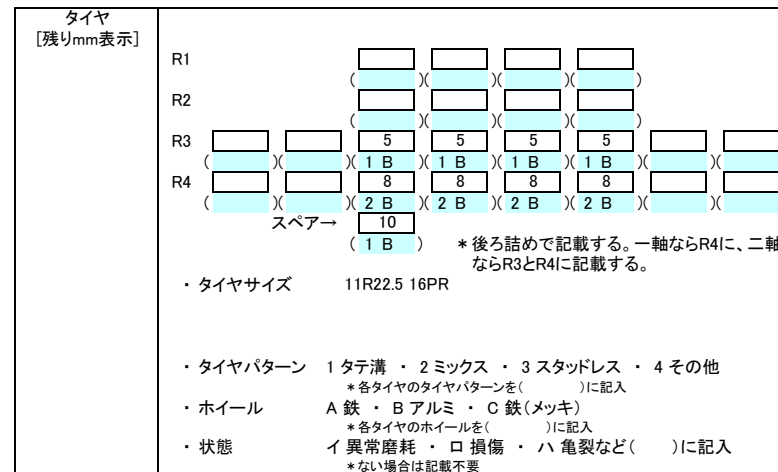 タイヤ
[残りmm表示]
R1
( )( )( )( )
R2
( )( )( )( )
R3 5 5 5 5
( )( )( 1 B )( 1 B )( 1 B )( 1 B )( )(
R4 8 8 8 8
( )( )( 2 B )( 2 B )( 2 B )( 2 B )( )(
スペア→ 10
( 1 B ) *後ろ詰めで記載する。一軸ならR4に、二軸
ならR3とR4に記載する。
・タイヤサイズ 11R22.5 16PR
・タイヤパターン 1 タテ溝 ・ 2 ミックス ・ 3 スタッドレス ・ 4 その他
*各タイヤのタイヤパターンを( )に記入
・ホイール A 鉄 ・ B アルミ ・ C 鉄(メッキ)
*各タイヤのホイールを( )に記入
・状態 イ 異常磨耗 ・ ロ 損傷 ・ ハ 亀裂など( )に記入
*ない場合は記載不要